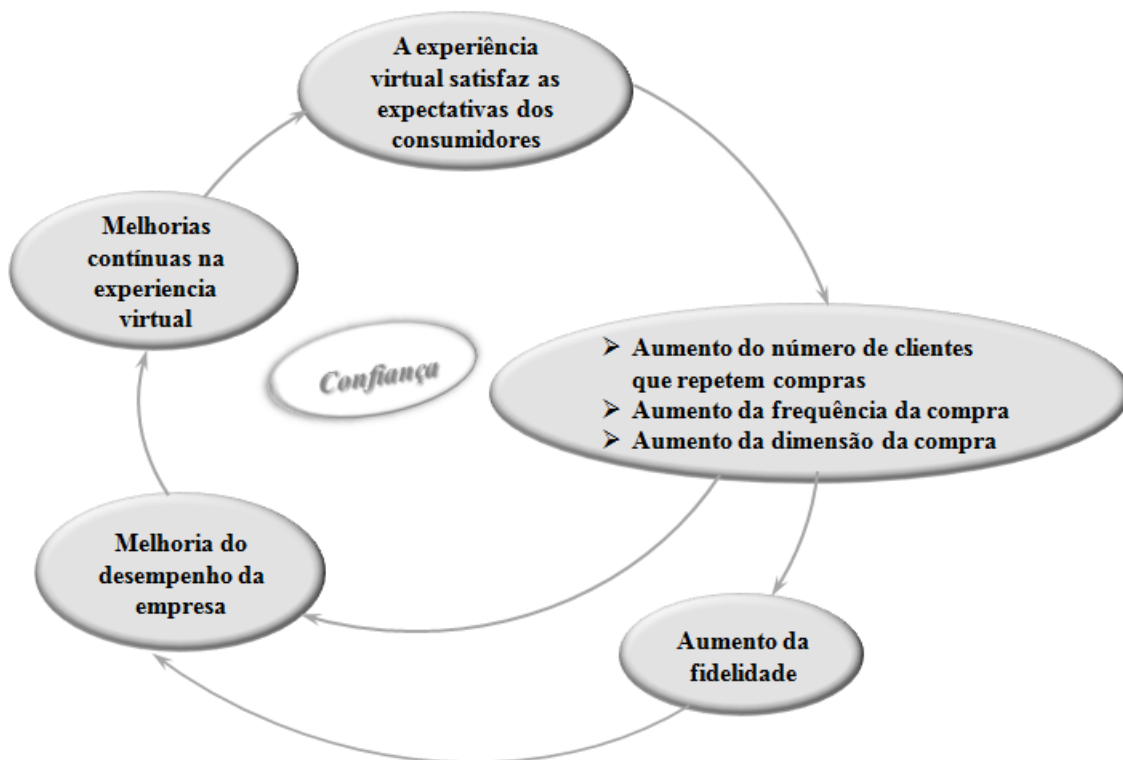 A experiência
virtual satisfaz as
expectativas dos
consumidores
Melhorias
contínuas na
experiencia
virtual
Confiança
➢ Aumento do número de clientes
que repetem compras
➢ Aumento da frequência da compra
➢ Aumento da dimensão da compra
Melhoria do
desempenho da
empresa
Aumento da
fidelidade